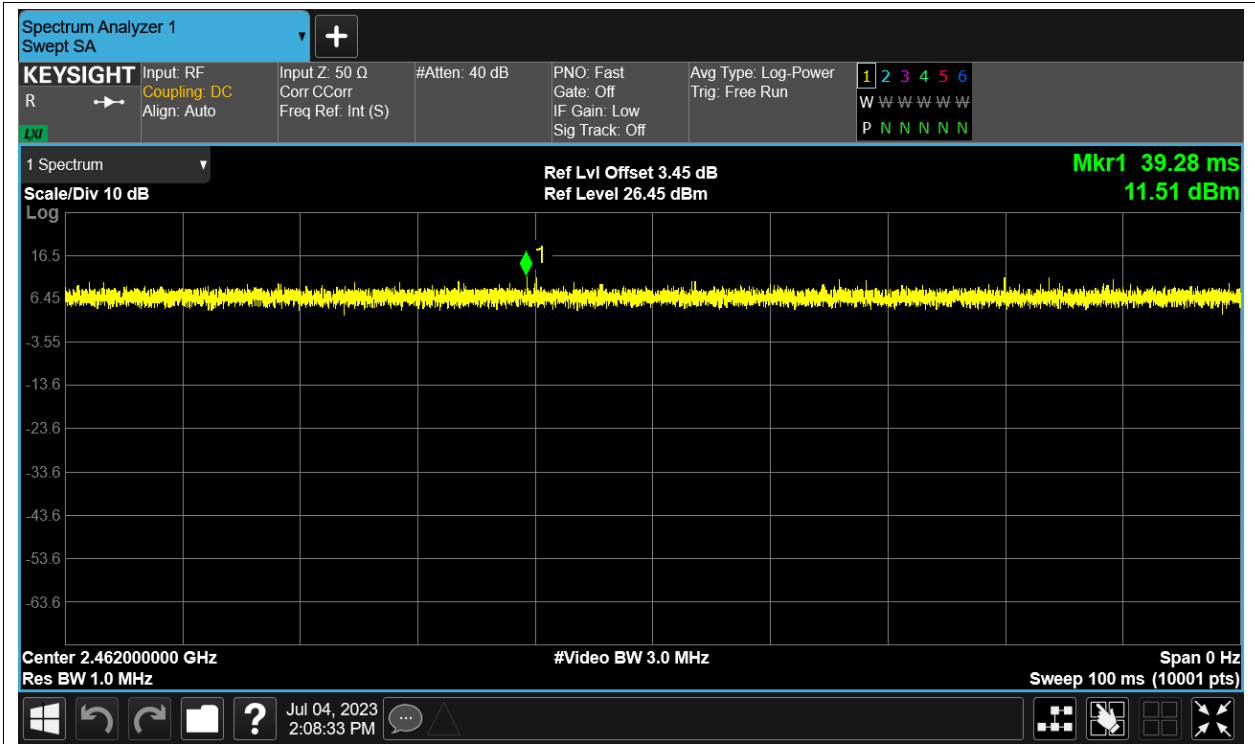 Spectrum Analyzer 1
Swept SA
+
KEYSIGHT
R
LXI
Input: RF
Coupling: DC
Align: Auto
Input Z: 50 Ω
Corr CCorr
Freq Ref: Int (S)
#Atten: 40 dB
PNO: Fast
Gate: Off
IF Gain: Low
Sig Track: Off
Avg Type: Log-Power
Trig: Free Run
1 2 3 4 5 6
W W W W W W
P N N N N N
1 Spectrum
Scale/Div 10 dB
Log
Ref Lvl Offset 3.45 dB
Ref Level 26.45 dBm
Mkr1 39.28 ms
11.51 dBm
1
16.5
6.45
-3.55
-13.6
-23.6
-33.6
-43.6
-53.6
-63.6
Center 2.462000000 GHz
Res BW 1.0 MHz
#Video BW 3.0 MHz
Span 0 Hz
Sweep 100 ms (10001 pts)
?
Jul 04, 2023
2:08:33 PM